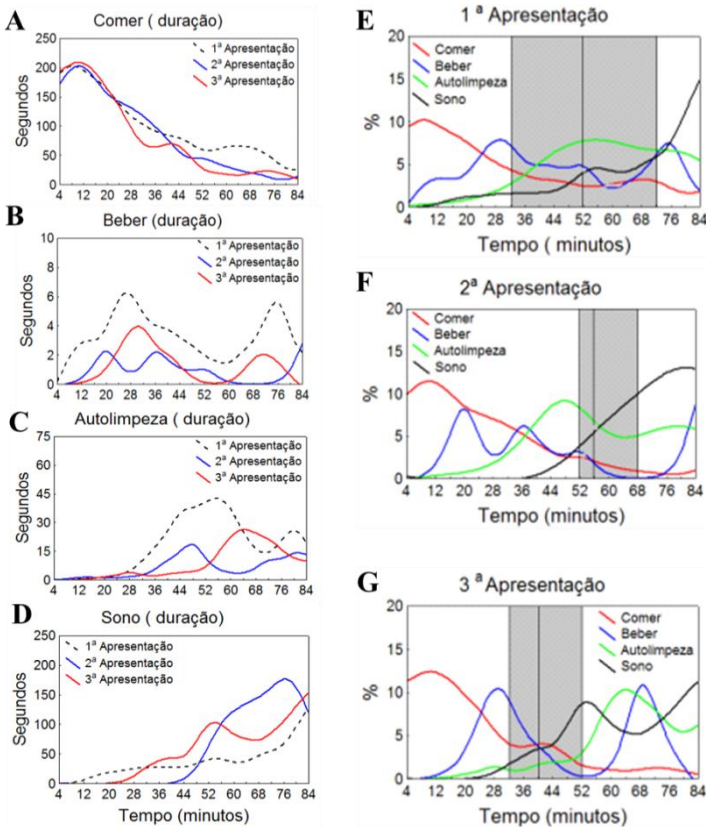 A
Comer ( duração)
Segundos
250
200
150
100
50
0
1ª Apresentação
2ª Apresentação
3ª Apresentação
4 12 20 28 36 44 52 60 68 76 84
B
Beber (duração)
Segundos
10
8
6
4
2
0
1ª Apresentação
2ª Apresentação
3ª Apresentação
4 12 20 28 36 44 52 60 68 76 84
C
Autolimpeza ( duração)
Segundos
75
60
45
30
15
0
1ª Apresentação
2ª Apresentação
3ª Apresentação
4 12 20 28 36 44 52 60 68 76 84
D
Sono ( duração)
Segundos
250
200
150
100
50
0
1ª Apresentação
2ª Apresentação
3ª Apresentação
4 12 20 28 36 44 52 60 68 76 84
Tempo (minutos)
E
1ª Apresentação
%
20
15
10
5
0
Comer
Beber
Autolimpeza
Sono
4 12 20 28 36 44 52 60 68 76 84
Tempo ( minutos)
F
2ª Apresentação
%
20
15
10
5
0
Comer
Beber
Autolimpeza
Sono
4 12 20 28 36 44 52 60 68 76 84
Tempo (minutos)
G
3 ª Apresentação
%
20
15
10
5
0
Comer
Beber
Autolimpeza
Sono
4 12 20 28 36 44 52 60 68 76 84
Tempo (minutos)